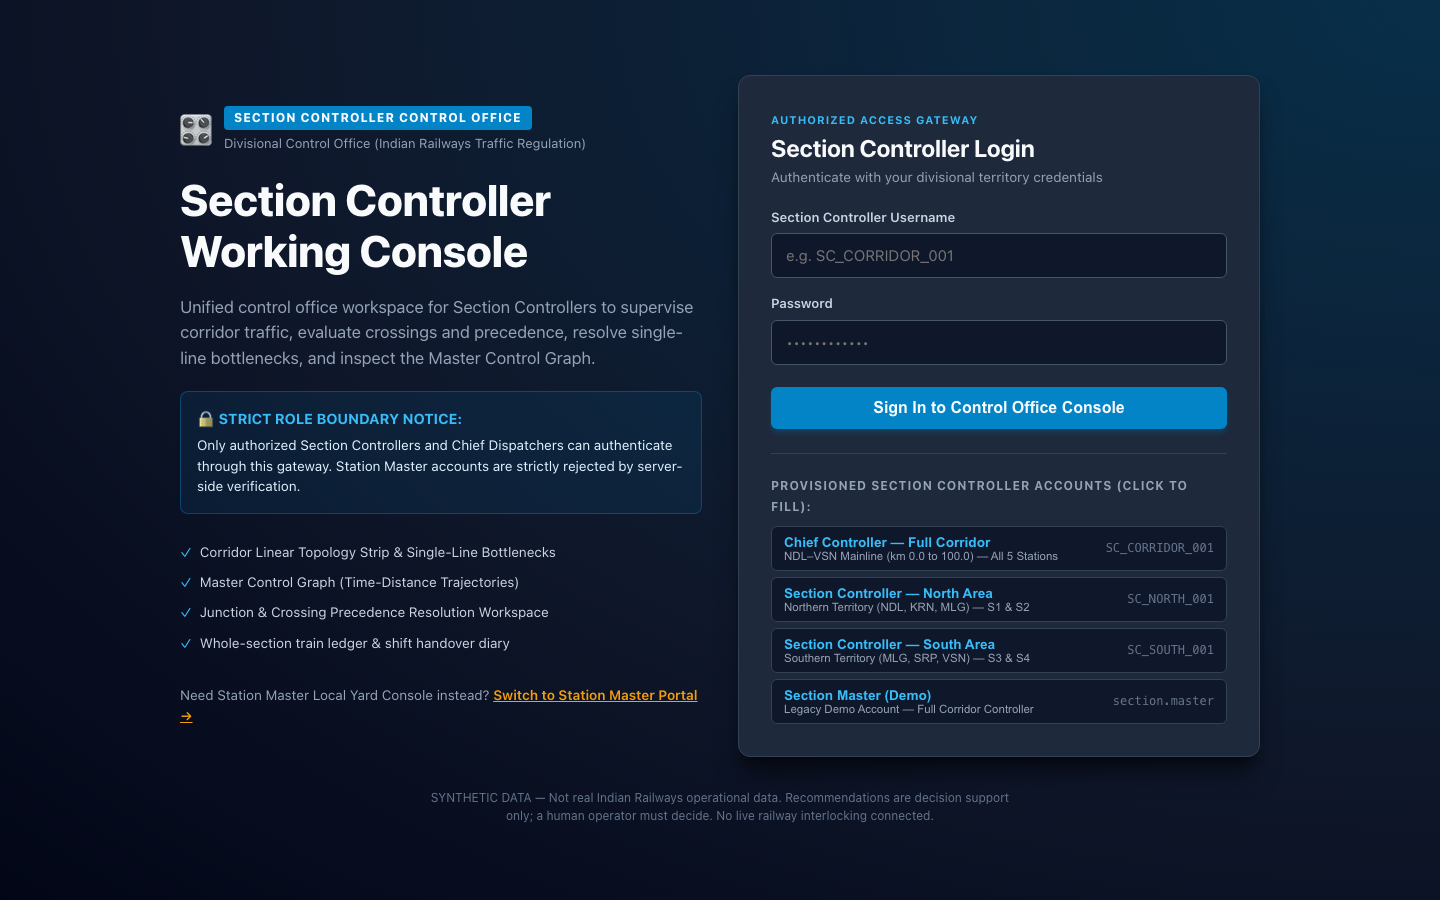 SECTION CONTROLLER CONTROL OFFICE
Divisional Control Office (Indian Railways Traffic Regulation)
Section Controller
Working Console
Unified control office workspace for Section Controllers to supervise
corridor traffic, evaluate crossings and precedence, resolve single-
line bottlenecks, and inspect the Master Control Graph.
🔒 STRICT ROLE BOUNDARY NOTICE:
Only authorized Section Controllers and Chief Dispatchers can authenticate
through this gateway. Station Master accounts are strictly rejected by server-
side verification.
✓ Corridor Linear Topology Strip & Single-Line Bottlenecks
✓ Master Control Graph (Time-Distance Trajectories)
✓ Junction & Crossing Precedence Resolution Workspace
✓ Whole-section train ledger & shift handover diary
Need Station Master Local Yard Console instead? Switch to Station Master Portal
→
AUTHORIZED ACCESS GATEWAY
Section Controller Login
Authenticate with your divisional territory credentials
Section Controller Username
e.g. SC_CORRIDOR_001
Password
••••••••••••
Sign In to Control Office Console
PROVISIONED SECTION CONTROLLER ACCOUNTS (CLICK TO
FILL):
Chief Controller — Full Corridor
NDL–VSN Mainline (km 0.0 to 100.0) — All 5 Stations
SC_CORRIDOR_001
Section Controller — North Area
Northern Territory (NDL, KRN, MLG) — S1 & S2
SC_NORTH_001
Section Controller — South Area
Southern Territory (MLG, SRP, VSN) — S3 & S4
SC_SOUTH_001
Section Master (Demo)
Legacy Demo Account — Full Corridor Controller
section.master
SYNTHETIC DATA — Not real Indian Railways operational data. Recommendations are decision support
only; a human operator must decide. No live railway interlocking connected.